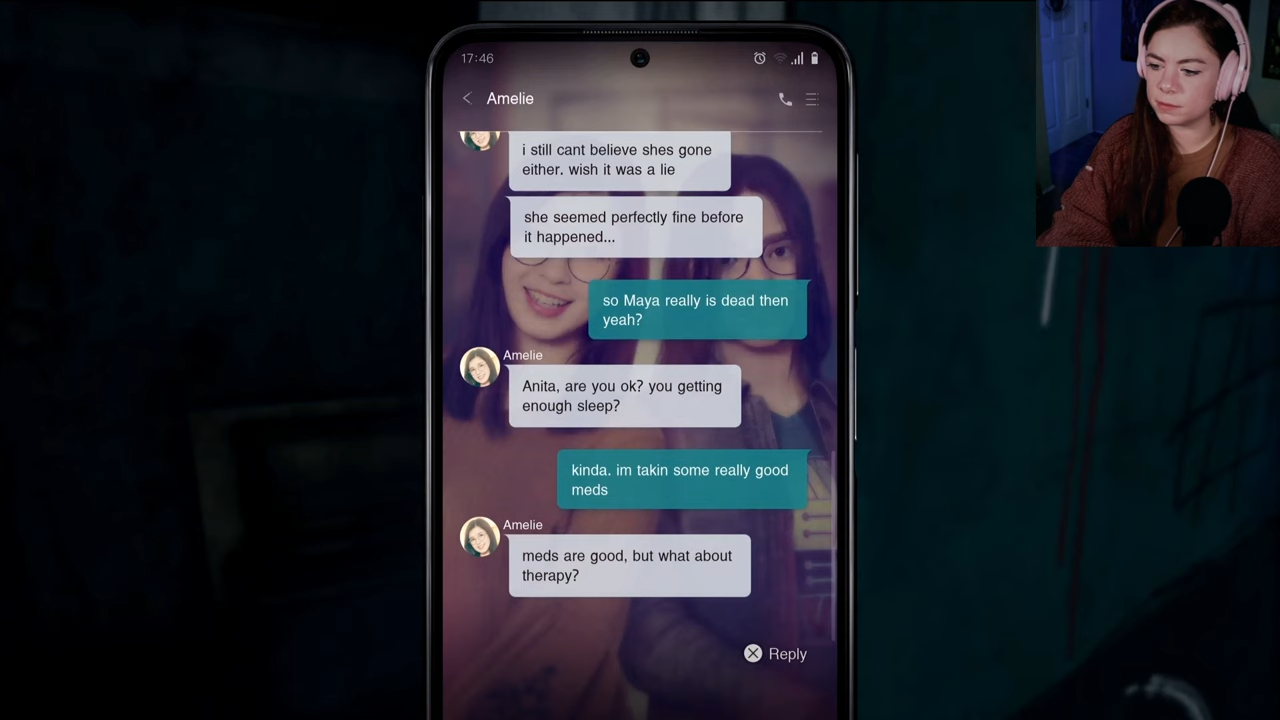 17:46
Amelie
i still cant believe shes gone
either. wish it was a lie
she seemed perfectly fine before
it happened...
so Maya really is dead then
yeah?
Amelie
Anita, are you ok? you getting
enough sleep?
kinda. im takin some really good
meds
Amelie
meds are good, but what about
therapy?
Reply